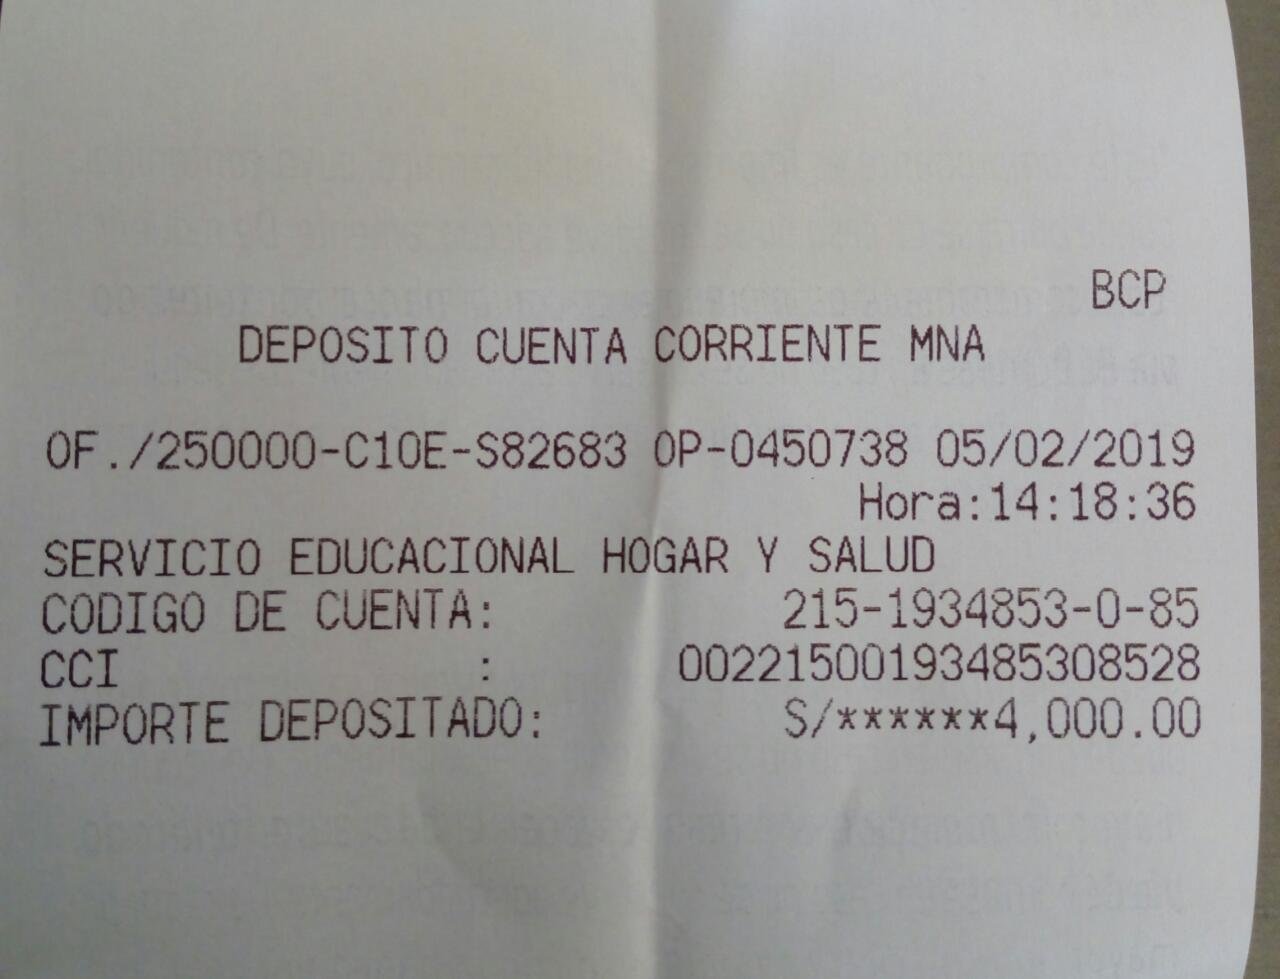 BCP
DEPOSITO CUENTA CORRIENTE MNA
OF./250000-C10E-S82683 OP-0450738 05/02/2019
Hora:14:18:36
SERVICIO EDUCACIONAL HOGAR Y SALUD
CODIGO DE CUENTA: 215-1934853-0-85
CCI : 00221500193485308528
IMPORTE DEPOSITADO: S/******4,000.00